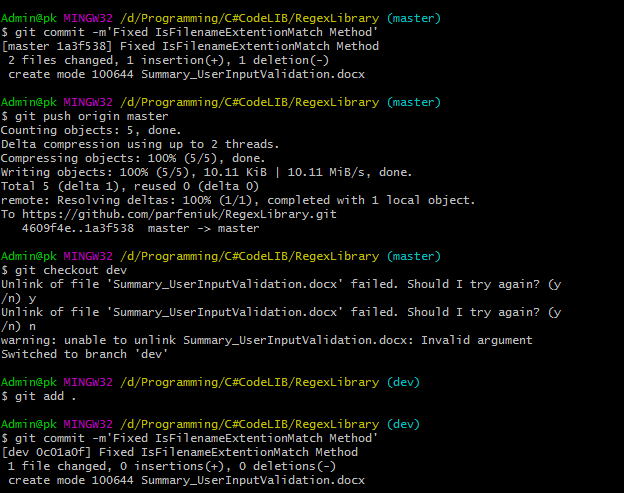 Admin@pk MINGW32 /d/Programming/C#CodeLIB/RegexLibrary (master)
$ git commit -m'Fixed IsFilenameExtentionMatch Method'
[master 1a3f538] Fixed IsFilenameExtentionMatch Method
 2 files changed, 1 insertion(+), 1 deletion(-)
 create mode 100644 Summary_UserInputValidation.docx

Admin@pk MINGW32 /d/Programming/C#CodeLIB/RegexLibrary (master)
$ git push origin master
Counting objects: 5, done.
Delta compression using up to 2 threads.
Compressing objects: 100% (5/5), done.
Writing objects: 100% (5/5), 10.11 KiB | 10.11 MiB/s, done.
Total 5 (delta 1), reused 0 (delta 0)
remote: Resolving deltas: 100% (1/1), completed with 1 local object.
To https://github.com/parfeniuk/RegexLibrary.git
   4609f4e..1a3f538  master -> master

Admin@pk MINGW32 /d/Programming/C#CodeLIB/RegexLibrary (master)
$ git checkout dev
Unlink of file 'Summary_UserInputValidation.docx' failed. Should I try again? (y
/n) y
Unlink of file 'Summary_UserInputValidation.docx' failed. Should I try again? (y
/n) n
warning: unable to unlink Summary_UserInputValidation.docx: Invalid argument
Switched to branch 'dev'

Admin@pk MINGW32 /d/Programming/C#CodeLIB/RegexLibrary (dev)
$ git add .

Admin@pk MINGW32 /d/Programming/C#CodeLIB/RegexLibrary (dev)
$ git commit -m'Fixed IsFilenameExtentionMatch Method'
[dev 0c01a0f] Fixed IsFilenameExtentionMatch Method
 1 file changed, 0 insertions(+), 0 deletions(-)
 create mode 100644 Summary_UserInputValidation.docx